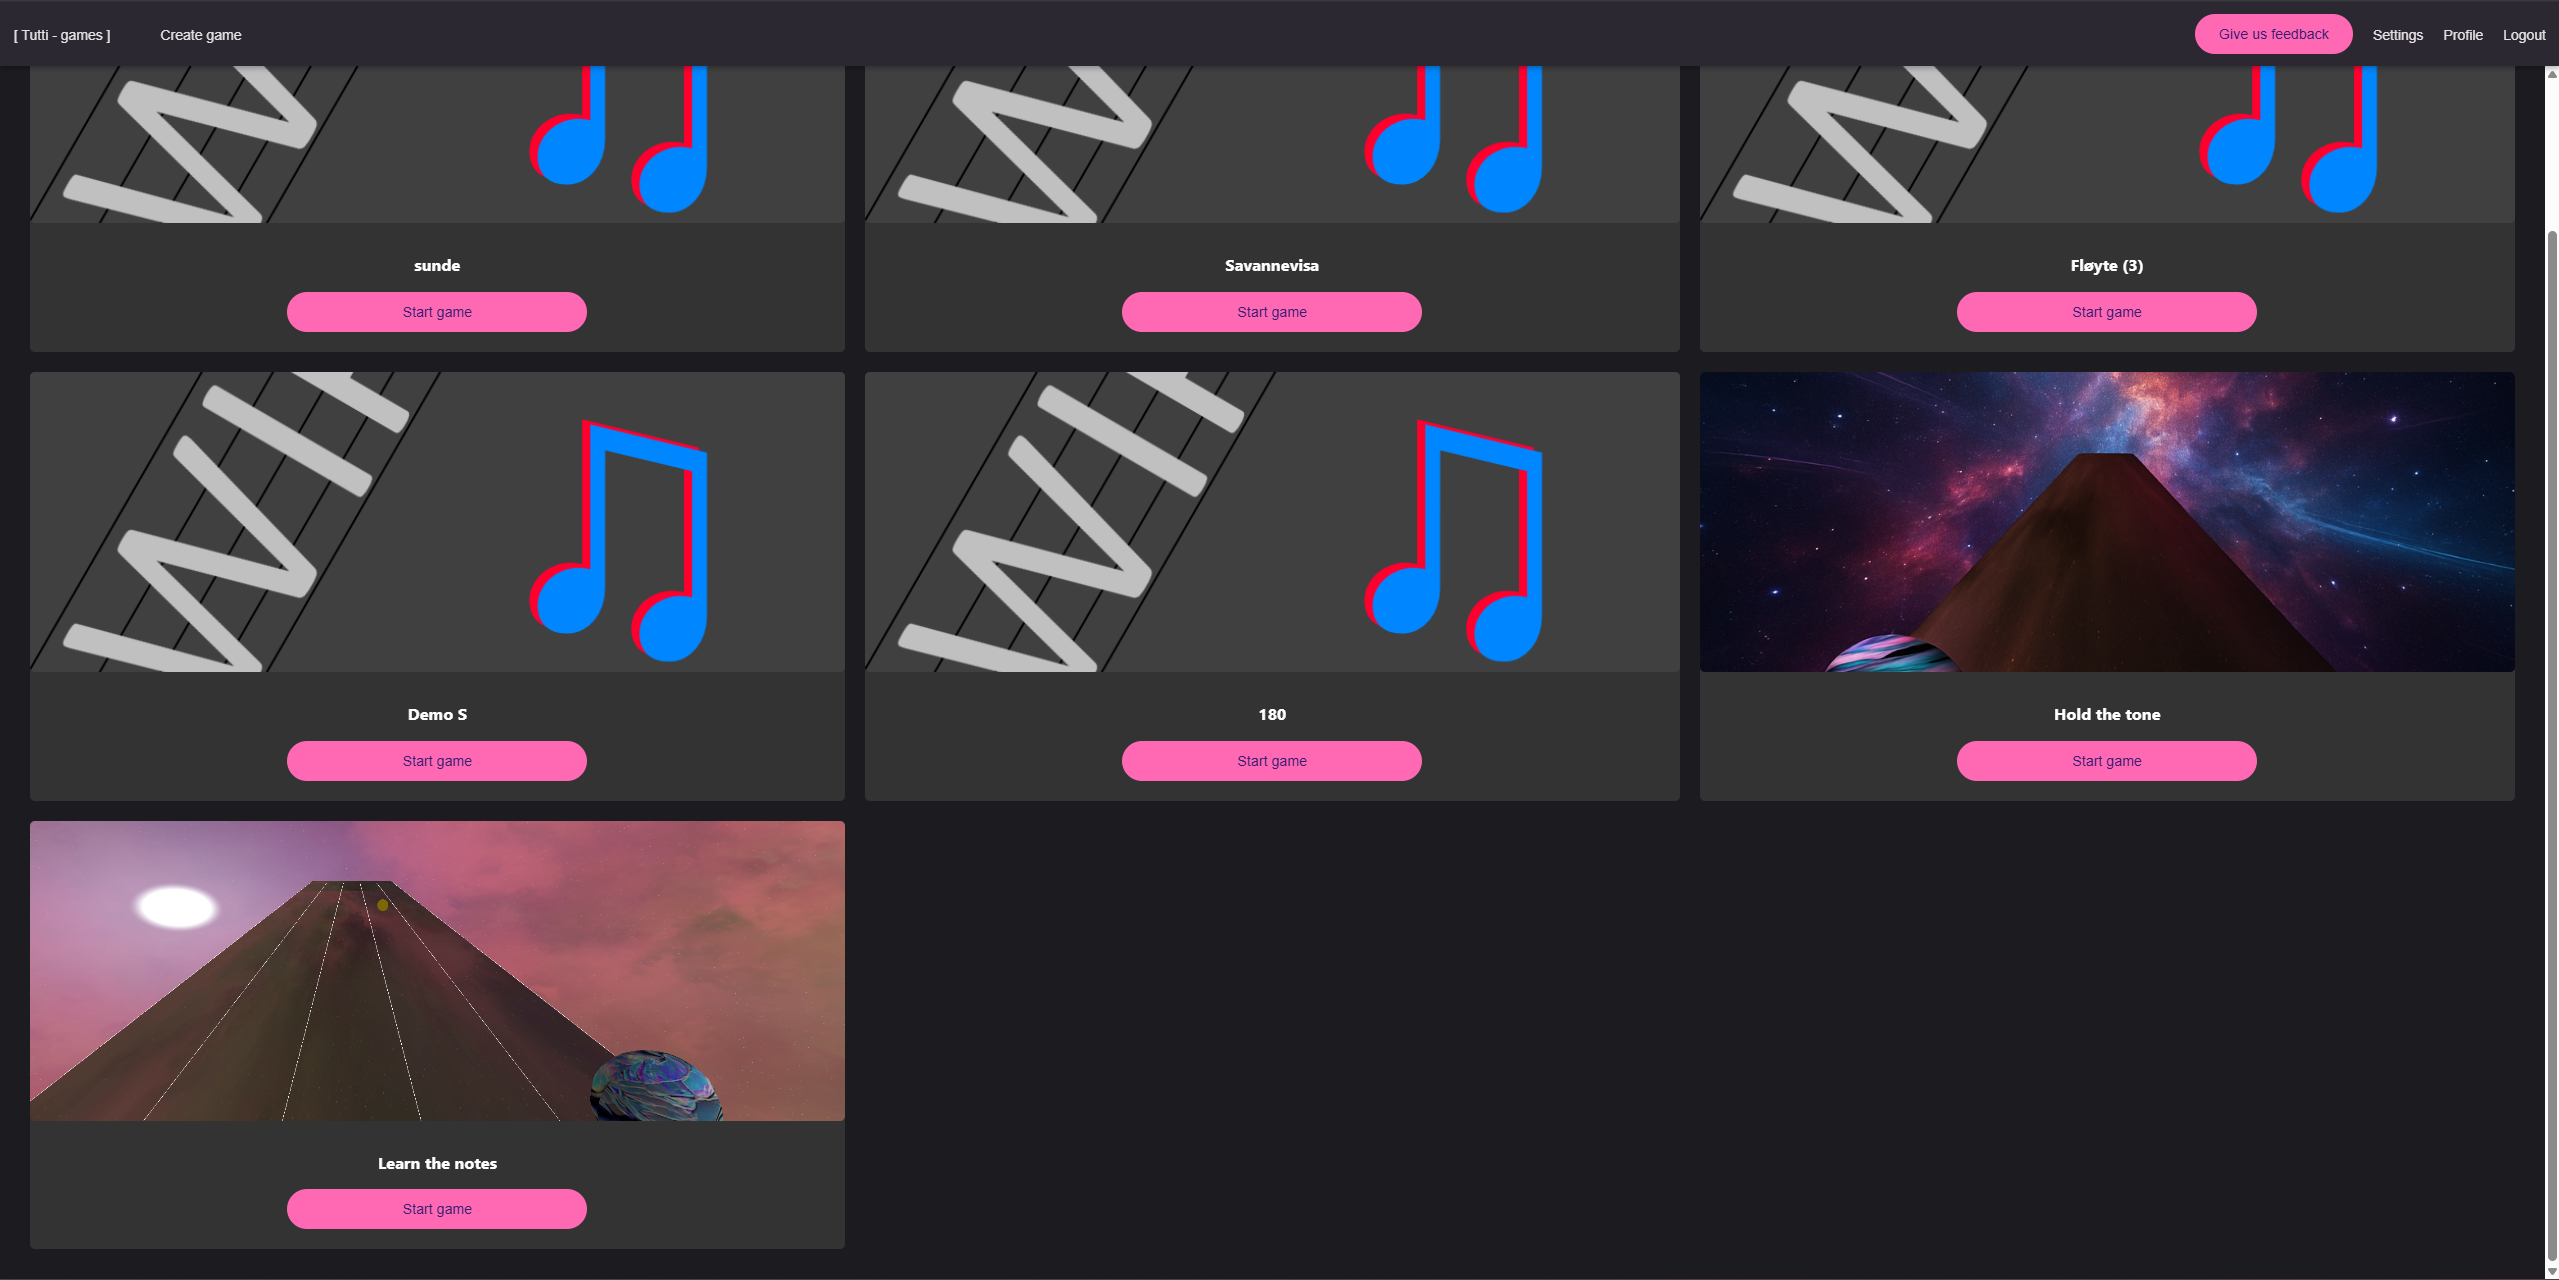 [ Tutti - games ]
Create game
Give us feedback
Settings
Profile
Logout
sunde
Savannevisa
Fløyte (3)
Start game
Start game
Start game
Demo S
180
Hold the tone
Start game
Start game
Start game
Learn the notes
Start game